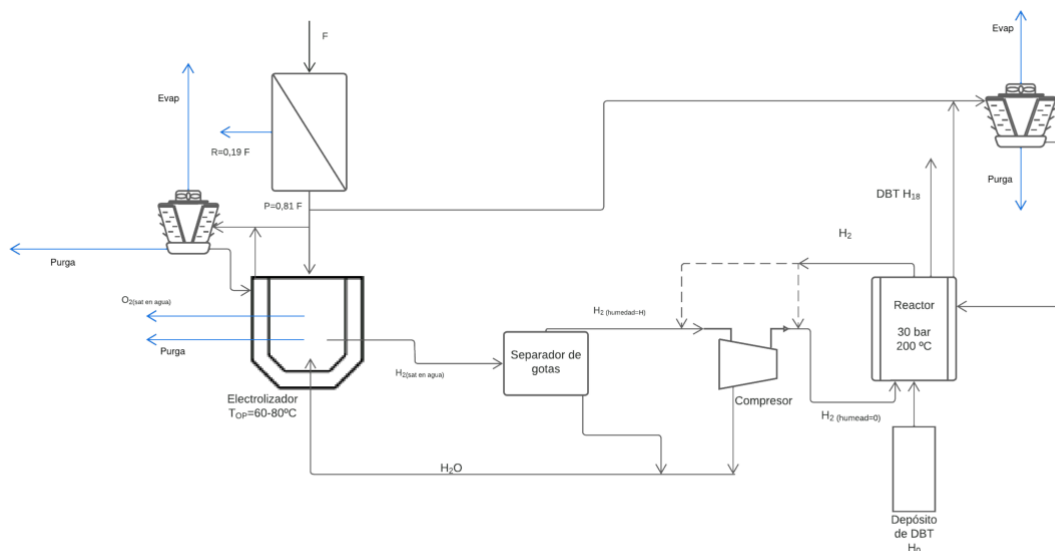 Evap
F
Evap
R=0,19 F
Purga
P=0,81 F
DBT H₁₈
H₂
Purga
O₂(sat en agua)
H₂ (humedad=H)
Reactor
30 bar
200 ºC
Purga
Separador de
gotas
H₂(sat en agua)
Electrolizador
T_OP=60-80ºC
Compresor
H₂ (humead=0)
H₂O
Depósito
de DBT
H₀